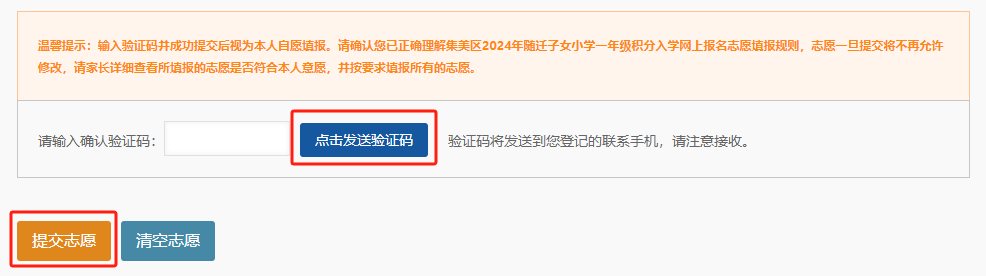 温馨提示：输入验证码并成功提交后视为本人自愿填报。请确认您已正确理解集美区2024年随迁子女小学一年级积分入学网上报名志愿填报规则，志愿一旦提交将不再允许
修改，请家长详细查看所填报的志愿是否符合本人意愿，并按要求填报所有的志愿。
请输入确认验证码： 点击发送验证码 验证码将发送到您登记的联系手机，请注意接收。
提交志愿 清空志愿